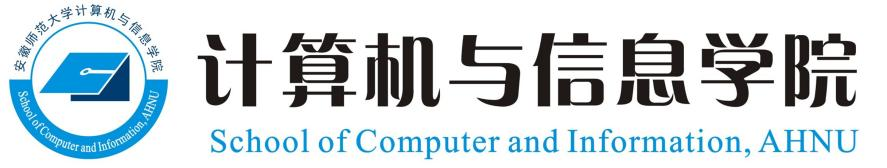 安徽师范大学计算机与信息学院
School of Computer and Information, AHNU
计算机与信息学院
School of Computer and Information, AHNU